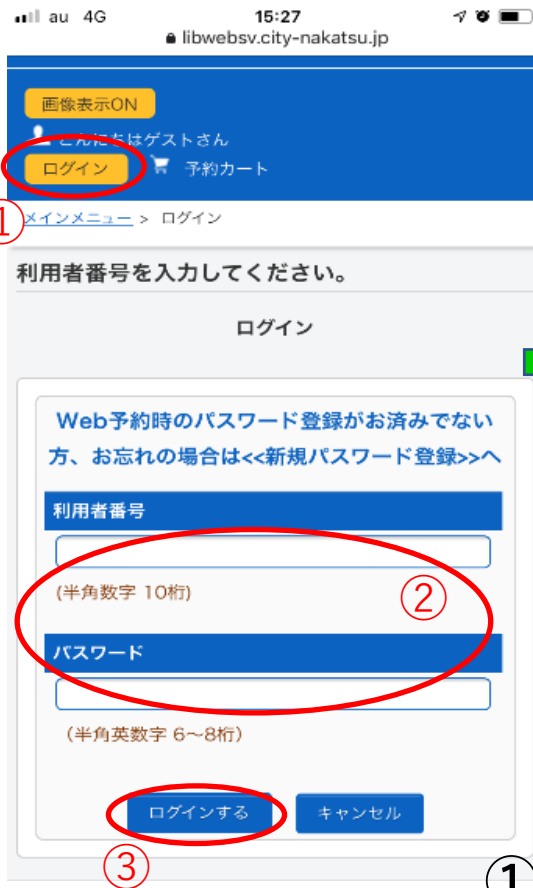 au 4G 15:27
libwebsv.city-nakatsu.jp
画像表示ON
こんにちはゲストさん
ログイン 予約カート
①
メインメニュー > ログイン
利用者番号を入力してください。
ログイン
Web予約時のパスワード登録がお済みでない
方、お忘れの場合は<<新規パスワード登録>>へ
利用者番号
(半角数字 10桁)
②
パスワード
（半角英数字 6〜8桁）
ログインする キャンセル
③
①